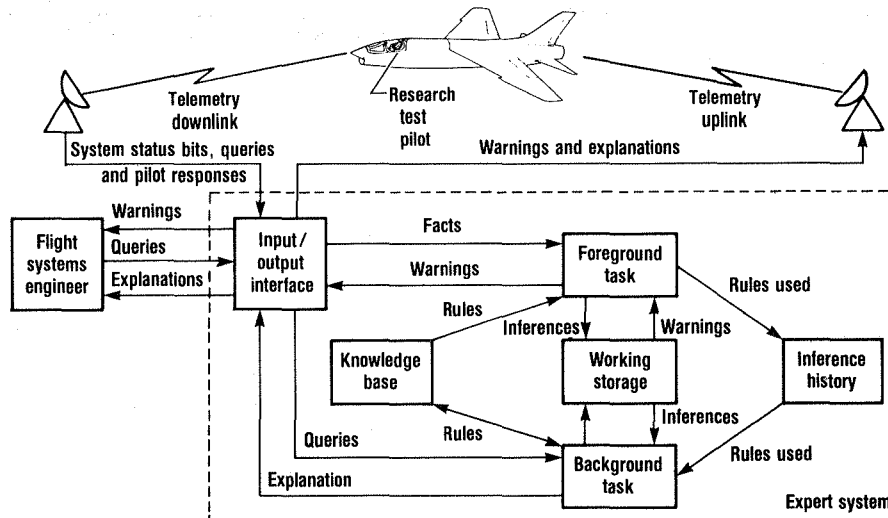 Telemetry
downlink
Research
test
pilot
Telemetry
uplink
System status bits, queries
and pilot responses
Warnings and explanations
Warnings
Queries
Explanations
Flight
systems
engineer
Input/
output
interface
Facts
Warnings
Foreground
task
Rules used
Rules
Inferences
Warnings
Knowledge
base
Working
storage
Inference
history
Queries
Rules
Inferences
Rules used
Explanation
Background
task
Expert system